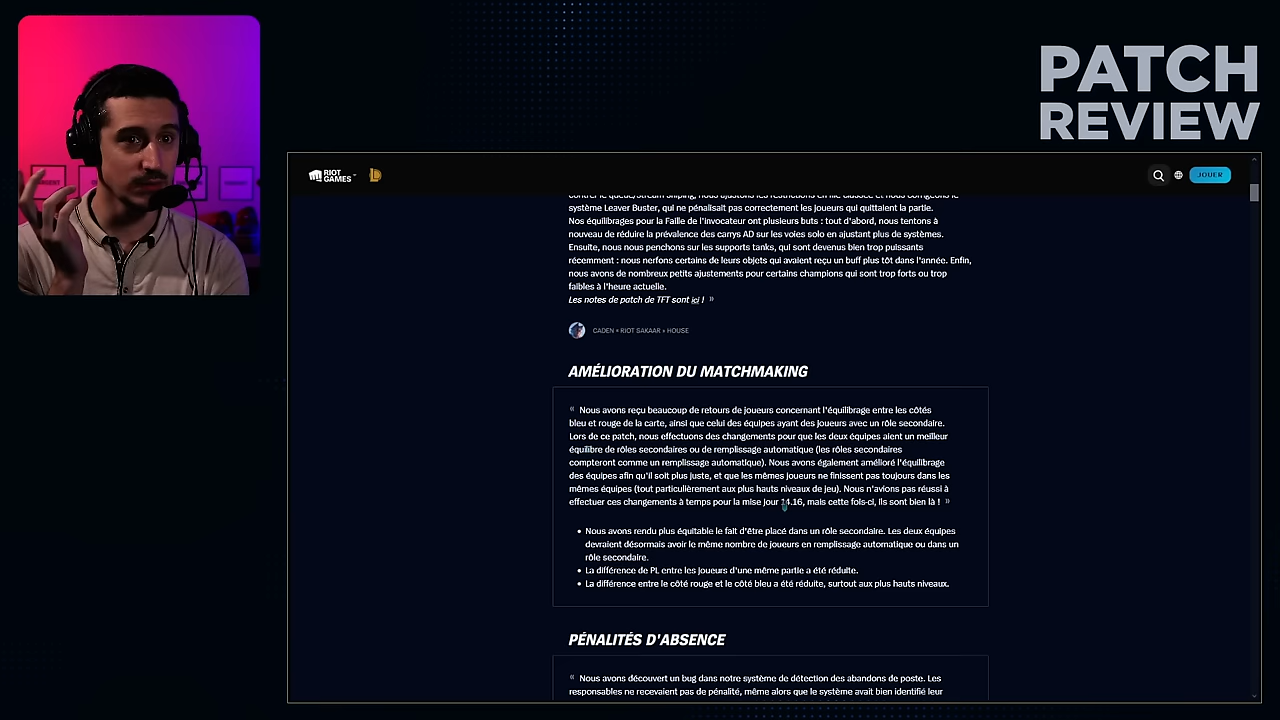 PATCH
REVIEW
RIOT
GAMES
JOUER
système Leaver Buster, qui ne pénalisait pas correctement les joueurs qui quittaient la partie.
Nos équilibrages pour la Faille de l'invocateur ont plusieurs buts : tout d'abord, nous tentons à
nouveau de réduire la prévalence des carrys AD sur les voies solo en ajustant plus de systèmes.
Ensuite, nous nous penchons sur les supports tanks, qui sont devenus bien trop puissants
récemment : nous nerfons certains de leurs objets qui avaient reçu un buff plus tôt dans l'année. Enfin,
nous avons de nombreux petits ajustements pour certains champions qui sont trop forts ou trop
faibles à l'heure actuelle.
Les notes de patch de TFT sont ici ! »
CADEN « RIOT SAKAAR » HOUSE
AMÉLIORATION DU MATCHMAKING
« Nous avons reçu beaucoup de retours de joueurs concernant l'équilibrage entre les côtés
bleu et rouge de la carte, ainsi que celui des équipes ayant des joueurs avec un rôle secondaire.
Lors de ce patch, nous effectuons des changements pour que les deux équipes aient un meilleur
équilibre de rôles secondaires ou de remplissage automatique (les rôles secondaires
compteront comme un remplissage automatique). Nous avons également amélioré l'équilibrage
des équipes afin qu'il soit plus juste, et que les mêmes joueurs ne finissent pas toujours dans les
mêmes équipes (tout particulièrement aux plus hauts niveaux de jeu). Nous n'avions pas réussi à
effectuer ces changements à temps pour la mise jour 14.16, mais cette fois-ci, ils sont bien là ! »
• Nous avons rendu plus équitable le fait d'être placé dans un rôle secondaire. Les deux équipes
devraient désormais avoir le même nombre de joueurs en remplissage automatique ou dans un
rôle secondaire.
• La différence de PL entre les joueurs d'une même partie a été réduite.
• La différence entre le côté rouge et le côté bleu a été réduite, surtout aux plus hauts niveaux.
PÉNALITÉS D'ABSENCE
« Nous avons découvert un bug dans notre système de détection des abandons de poste. Les
responsables ne recevaient pas de pénalité, même alors que le système avait bien identifié leur